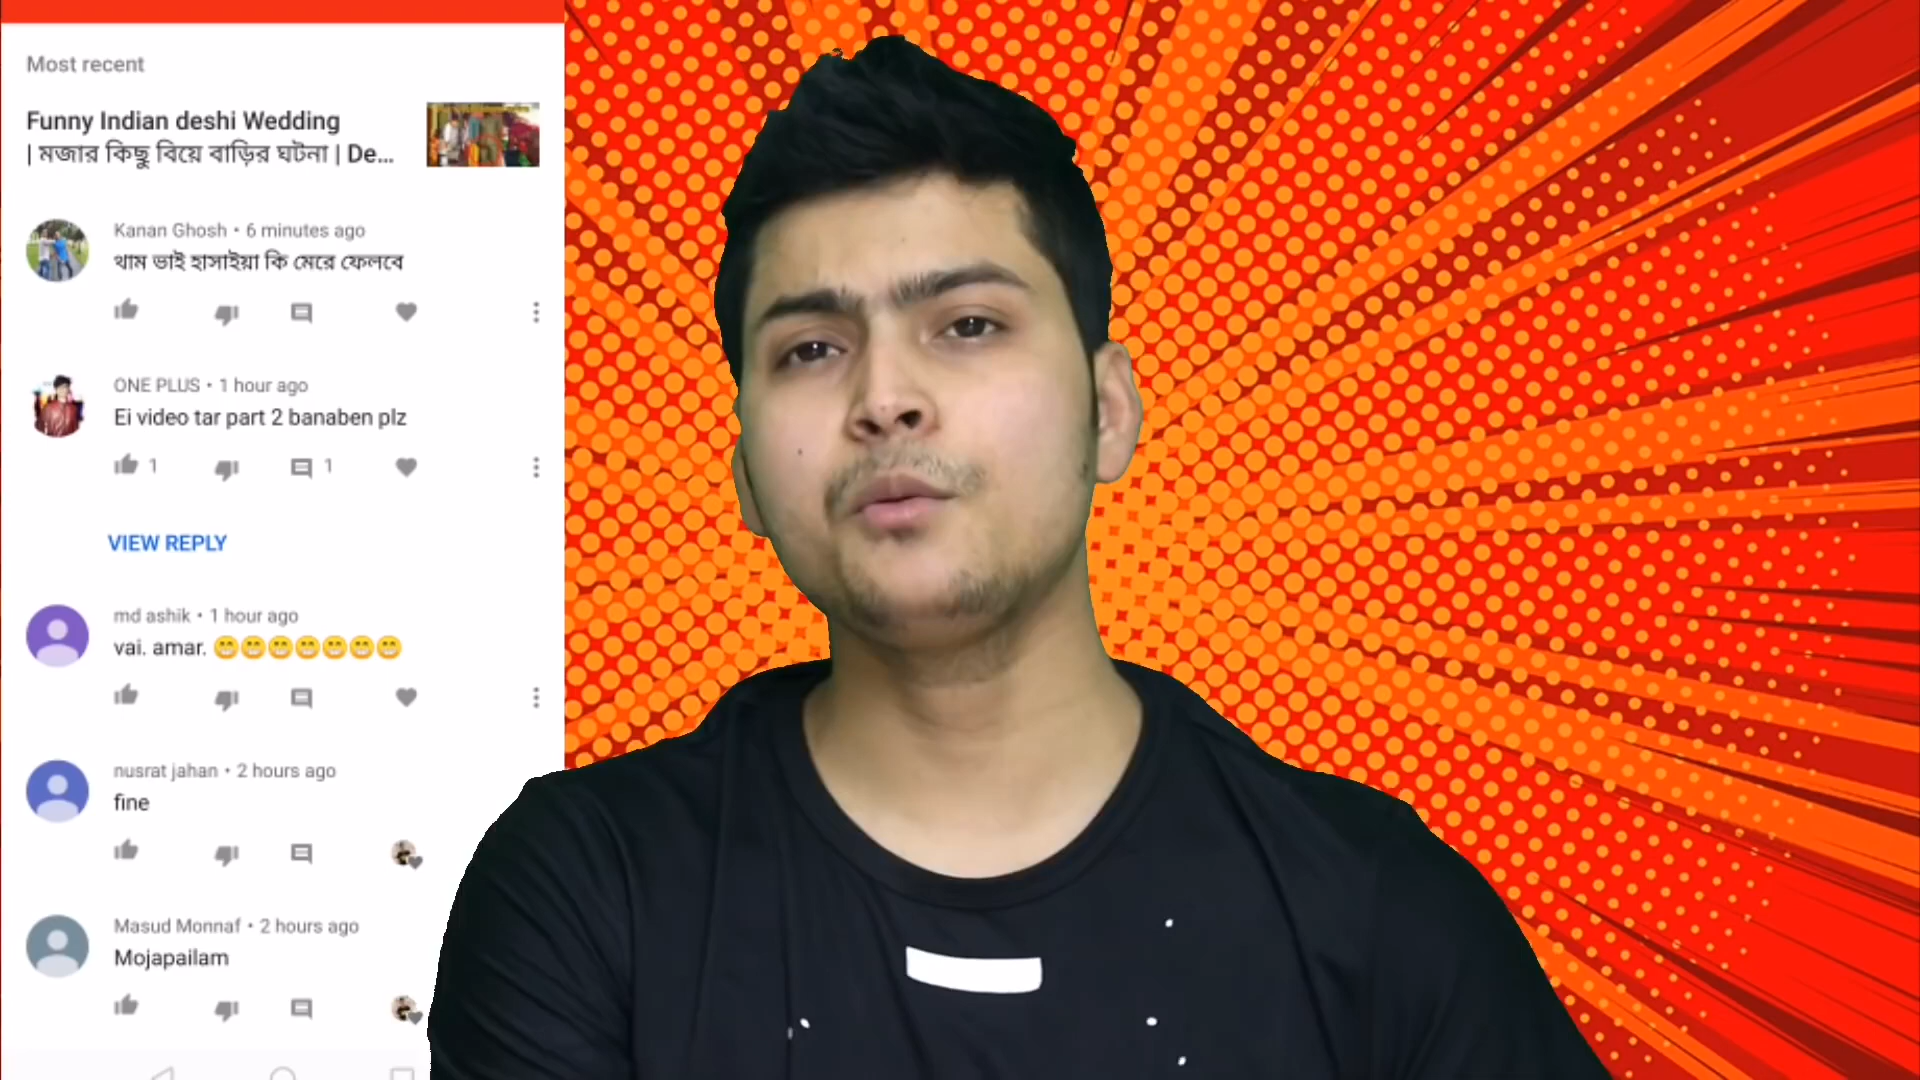 Most recent
Funny Indian deshi Wedding
| মজার কিছু বিয়ে বাড়ির ঘটনা | De...
Kanan Ghosh • 6 minutes ago
থাম ভাই হাসাইয়া কি মেরে ফেলবে
ONE PLUS • 1 hour ago
Ei video tar part 2 banaben plz
1 1
VIEW REPLY
md ashik • 1 hour ago
vai. amar. 😁😁😁😁😁😁😁
nusrat jahan • 2 hours ago
fine
Masud Monnaf • 2 hours ago
Mojapailam